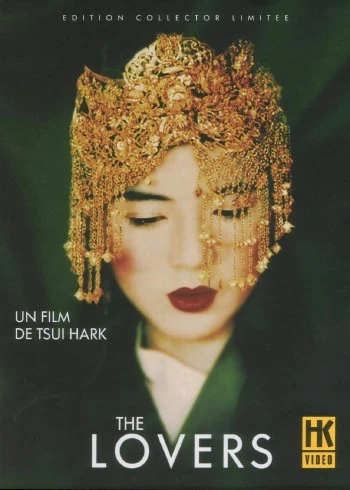 EDITION COLLECTOR LIMITEE
UN FILM
DE TSUI HARK
THE
LOVERS
HK
VIDEO